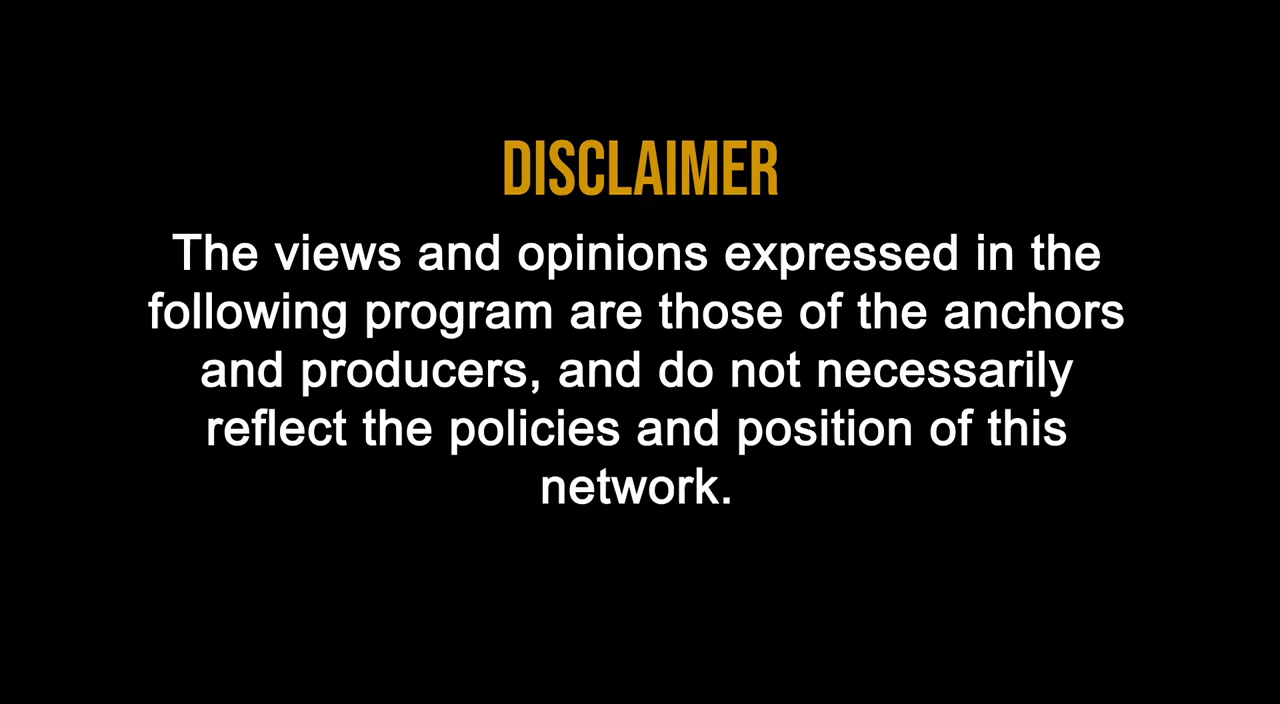 DISCLAIMER
The views and opinions expressed in the
following program are those of the anchors
and producers, and do not necessarily
reflect the policies and position of this
network.